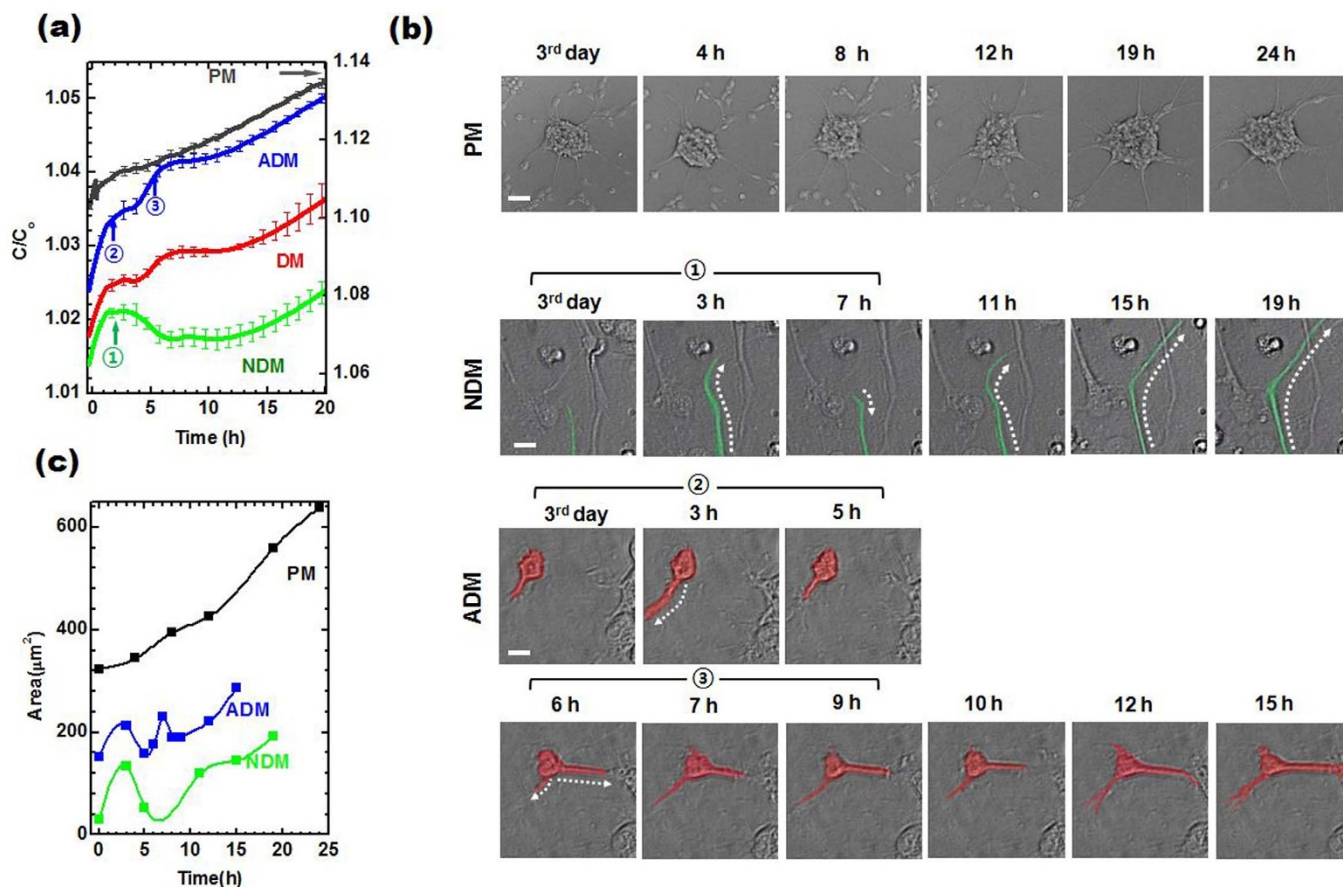 (a)
1.05
1.04
1.03
1.02
1.01
C/Co
1.14
1.12
1.10
1.08
1.06
PM
ADM
DM
NDM
③
②
①
0 5 10 15 20
Time (h)
(b)
3rd day 4 h 8 h 12 h 19 h 24 h
PM
①
3rd day 3 h 7 h 11 h 15 h 19 h
NDM
②
3rd day 3 h 5 h
ADM
③
6 h 7 h 9 h 10 h 12 h 15 h
(c)
600
400
200
0
Area(μm2)
PM
ADM
NDM
0 5 10 15 20 25
Time(h)